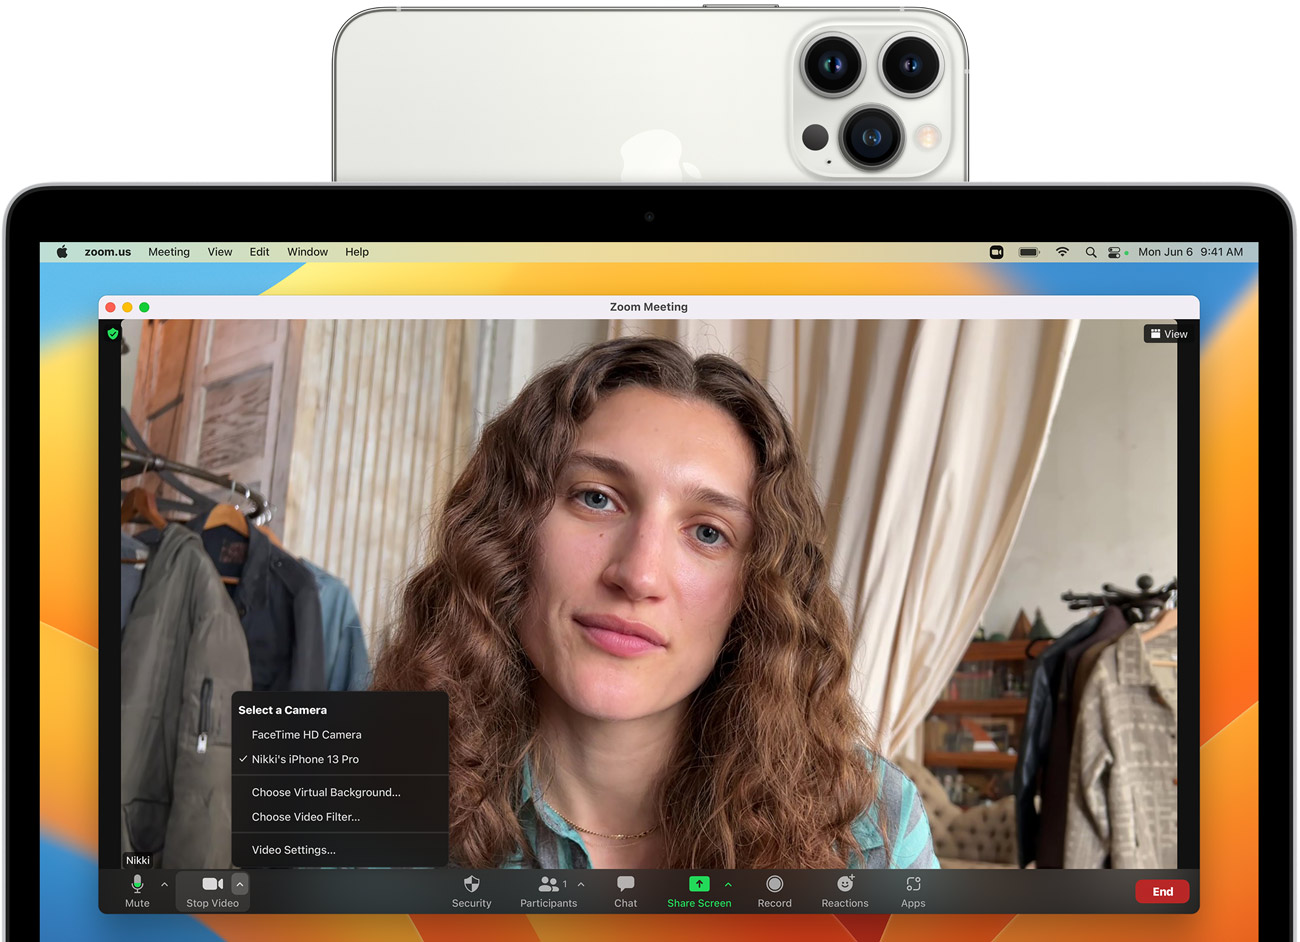 zoom.us Meeting View Edit Window Help Mon Jun 6 9:41 AM
Zoom Meeting
View
Select a Camera
FaceTime HD Camera
✓ Nikki's iPhone 13 Pro
Choose Virtual Background...
Choose Video Filter...
Video Settings...
Nikki
1
Mute Stop Video Security Participants Chat Share Screen Record Reactions Apps End